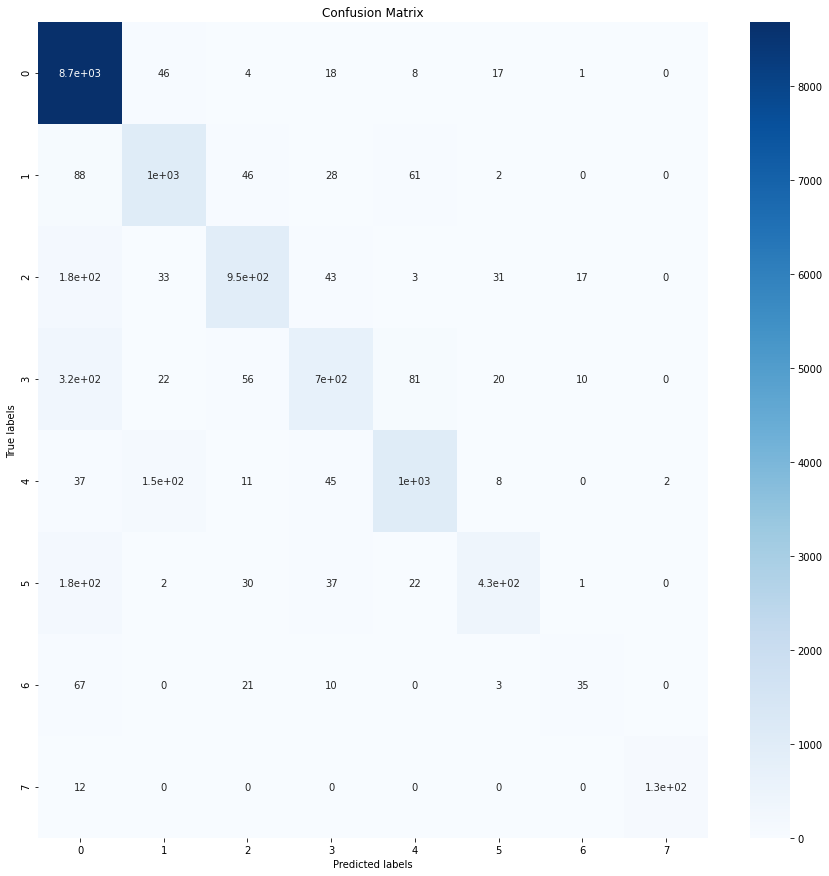 Confusion Matrix
0 8.7e+03 46 4 18 8 17 1 0
1 88 1e+03 46 28 61 2 0 0
2 1.8e+02 33 9.5e+02 43 3 31 17 0
3 3.2e+02 22 56 7e+02 81 20 10 0
4 37 1.5e+02 11 45 1e+03 8 0 2
5 1.8e+02 2 30 37 22 4.3e+02 1 0
6 67 0 21 10 0 3 35 0
7 12 0 0 0 0 0 0 1.3e+02
0 1 2 3 4 5 6 7
Predicted labels
True labels
8000
7000
6000
5000
4000
3000
2000
1000
0